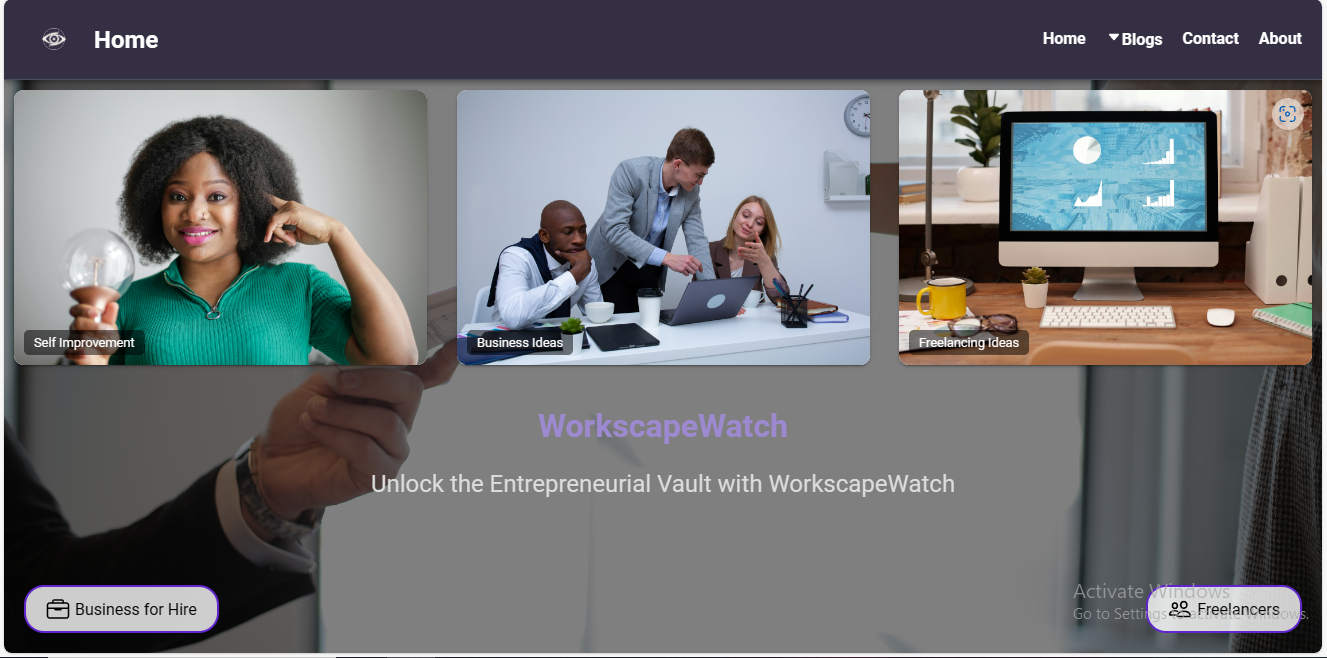 Home
Home Blogs Contact About
Self Improvement
Business Ideas
Freelancing Ideas
WorkscapeWatch
Unlock the Entrepreneurial Vault with WorkscapeWatch
Business for Hire
Activate Windows
Go to Settings to activate Windows.
Freelancers